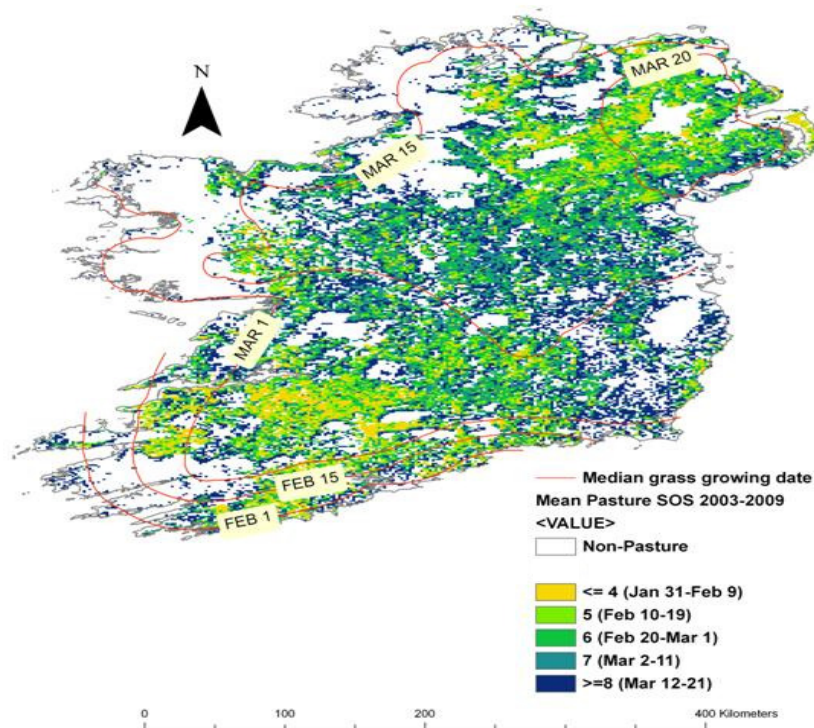 N
MAR 20
MAR 15
MAR 1
FEB 15
FEB 1
Median grass growing date
Mean Pasture SOS 2003-2009
<VALUE>
Non-Pasture
<= 4 (Jan 31-Feb 9)
5 (Feb 10-19)
6 (Feb 20-Mar 1)
7 (Mar 2-11)
>=8 (Mar 12-21)
0 100 200 400 Kilometers